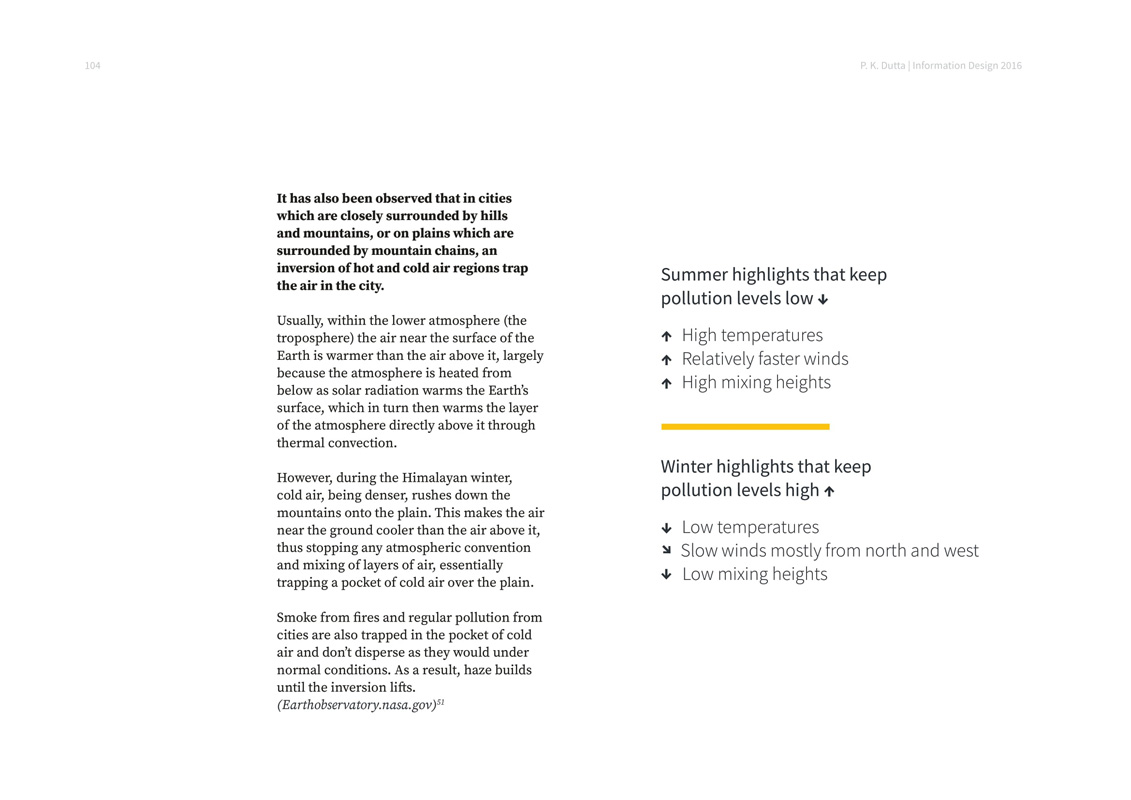 104
P. K. Dutta | Information Design 2016
It has also been observed that in cities
which are closely surrounded by hills
and mountains, or on plains which are
surrounded by mountain chains, an
inversion of hot and cold air regions trap
the air in the city.
Usually, within the lower atmosphere (the
troposphere) the air near the surface of the
Earth is warmer than the air above it, largely
because the atmosphere is heated from
below as solar radiation warms the Earth’s
surface, which in turn then warms the layer
of the atmosphere directly above it through
thermal convection.
However, during the Himalayan winter,
cold air, being denser, rushes down the
mountains onto the plain. This makes the air
near the ground cooler than the air above it,
thus stopping any atmospheric convention
and mixing of layers of air, essentially
trapping a pocket of cold air over the plain.
Smoke from fires and regular pollution from
cities are also trapped in the pocket of cold
air and don’t disperse as they would under
normal conditions. As a result, haze builds
until the inversion lifts.
(Earthobservatory.nasa.gov)⁵¹
Summer highlights that keep
pollution levels low ↓
↑ High temperatures
↑ Relatively faster winds
↑ High mixing heights
Winter highlights that keep
pollution levels high ↑
↓ Low temperatures
↘ Slow winds mostly from north and west
↓ Low mixing heights